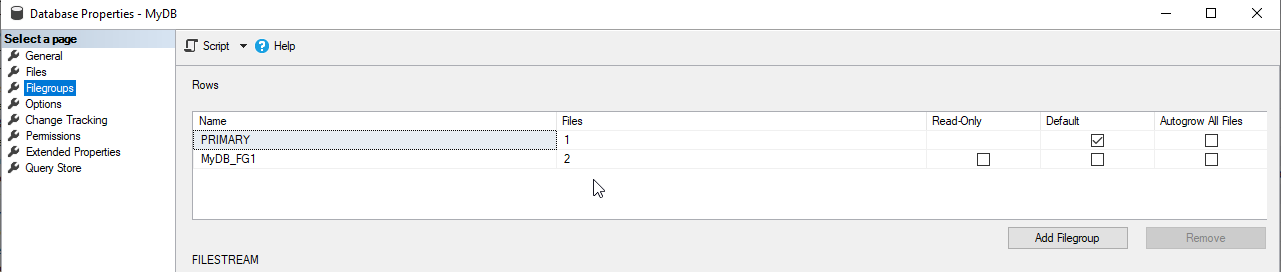 Database Properties - MyDB
Select a page
General
Files
Filegroups
Options
Change Tracking
Permissions
Extended Properties
Query Store
Script Help
Rows
Name Files Read-Only Default Autogrow All Files
PRIMARY 1
MyDB_FG1 2
Add Filegroup Remove
FILESTREAM